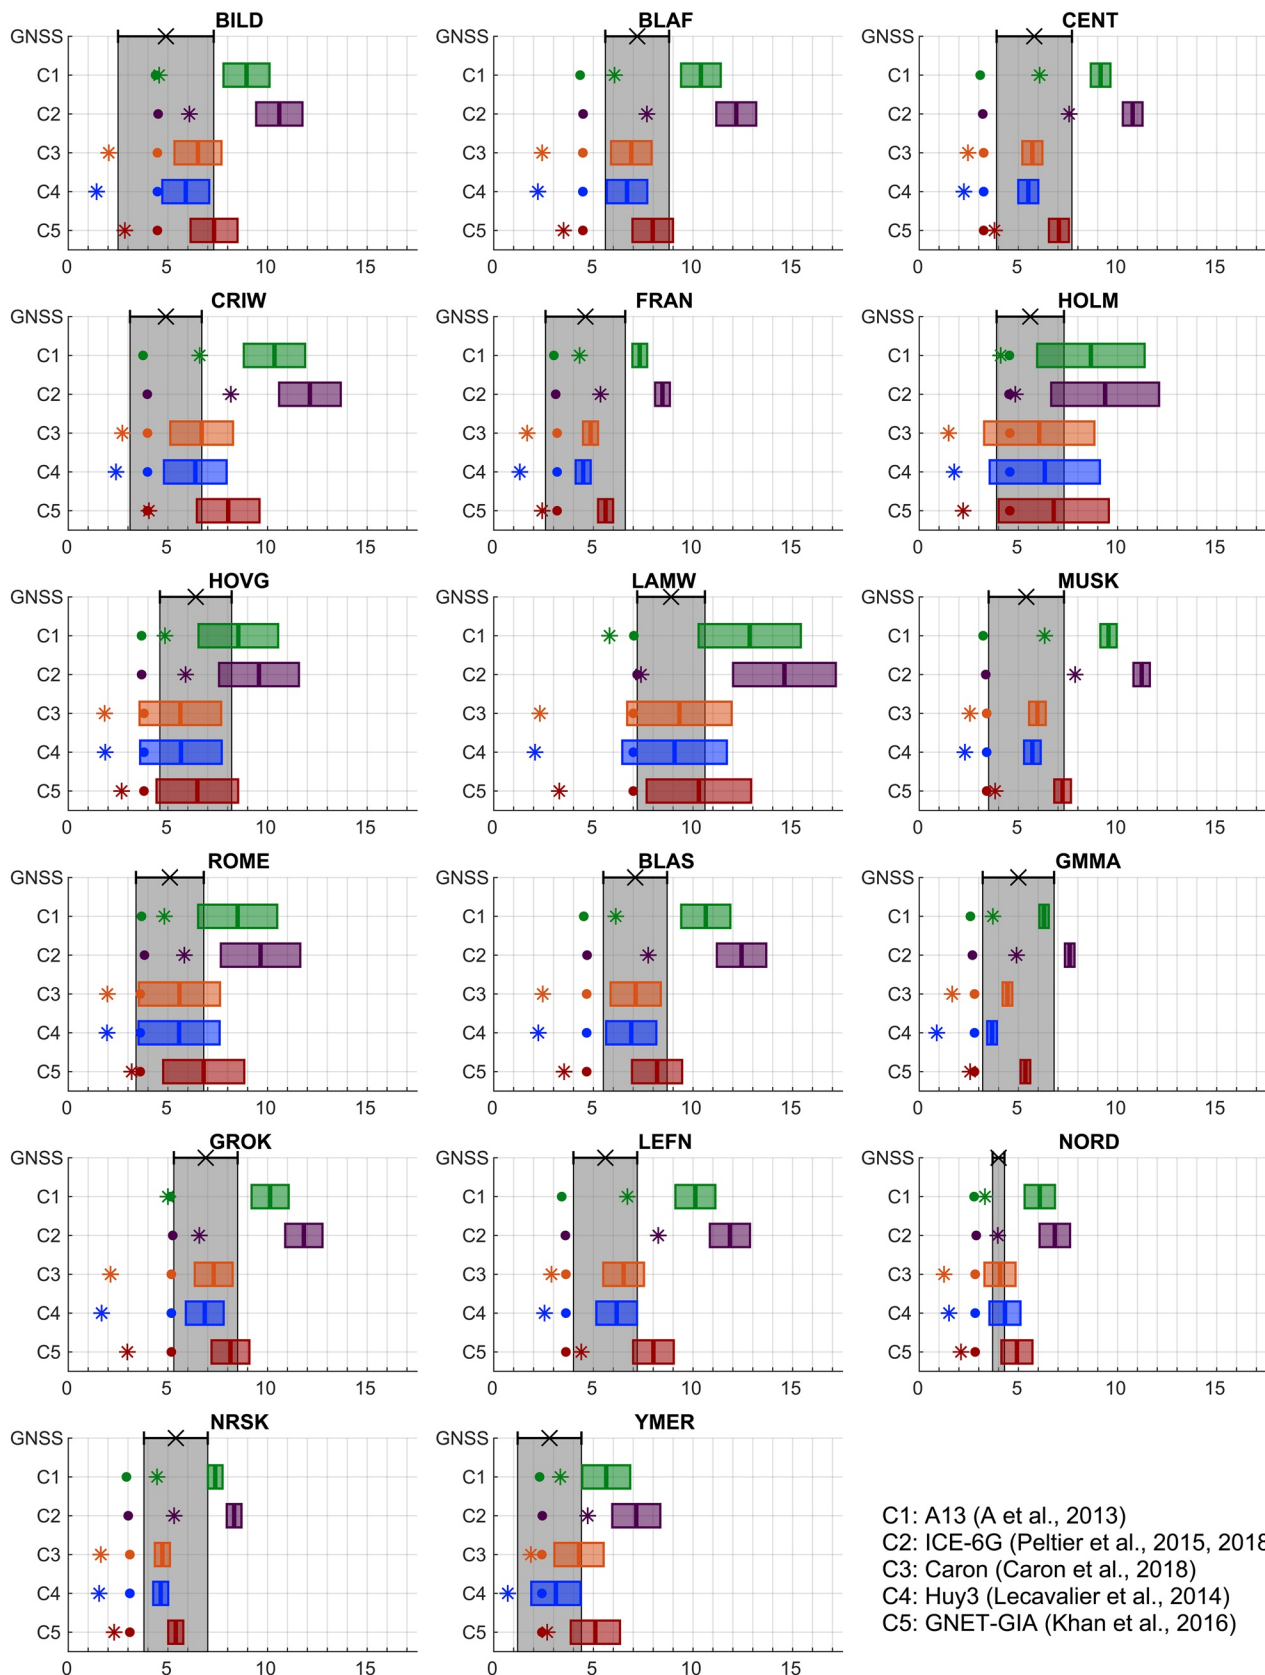 BILD BLAF CENT
GNSS GNSS GNSS
C1 C1 C1
C2 C2 C2
C3 C3 C3
C4 C4 C4
C5 C5 C5
0 5 10 15 0 5 10 15 0 5 10 15
CRIW FRAN HOLM
GNSS GNSS GNSS
C1 C1 C1
C2 C2 C2
C3 C3 C3
C4 C4 C4
C5 C5 C5
0 5 10 15 0 5 10 15 0 5 10 15
HOVG LAMW MUSK
GNSS GNSS GNSS
C1 C1 C1
C2 C2 C2
C3 C3 C3
C4 C4 C4
C5 C5 C5
0 5 10 15 0 5 10 15 0 5 10 15
ROME BLAS GMMA
GNSS GNSS GNSS
C1 C1 C1
C2 C2 C2
C3 C3 C3
C4 C4 C4
C5 C5 C5
0 5 10 15 0 5 10 15 0 5 10 15
GROK LEFN NORD
GNSS GNSS GNSS
C1 C1 C1
C2 C2 C2
C3 C3 C3
C4 C4 C4
C5 C5 C5
0 5 10 15 0 5 10 15 0 5 10 15
NRSK YMER
GNSS GNSS
C1 C1
C2 C2
C3 C3
C4 C4
C5 C5
0 5 10 15 0 5 10 15
C1: A13 (A et al., 2013)
C2: ICE-6G (Peltier et al., 2015, 2018
C3: Caron (Caron et al., 2018)
C4: Huy3 (Lecavalier et al., 2014)
C5: GNET-GIA (Khan et al., 2016)